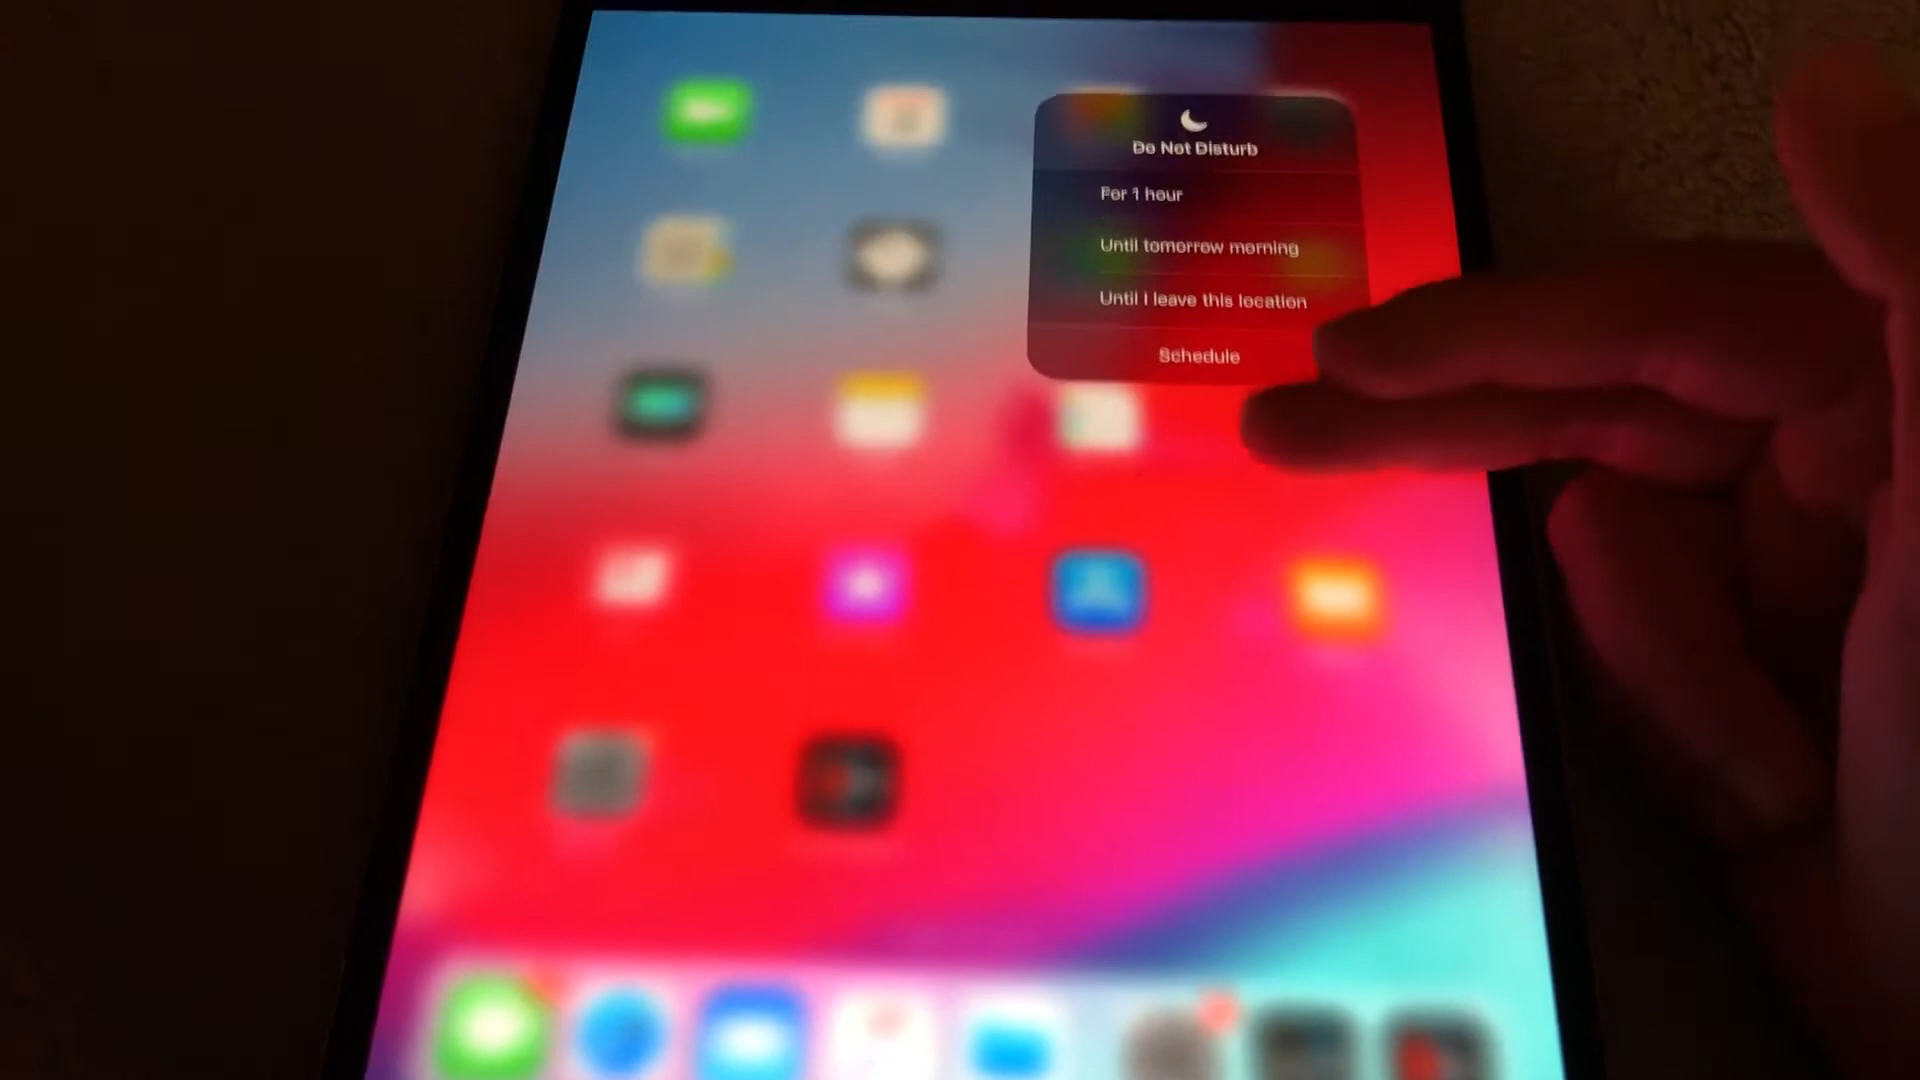 Do Not Disturb
For 1 hour
Until tomorrow morning
Until I leave this location
Schedule